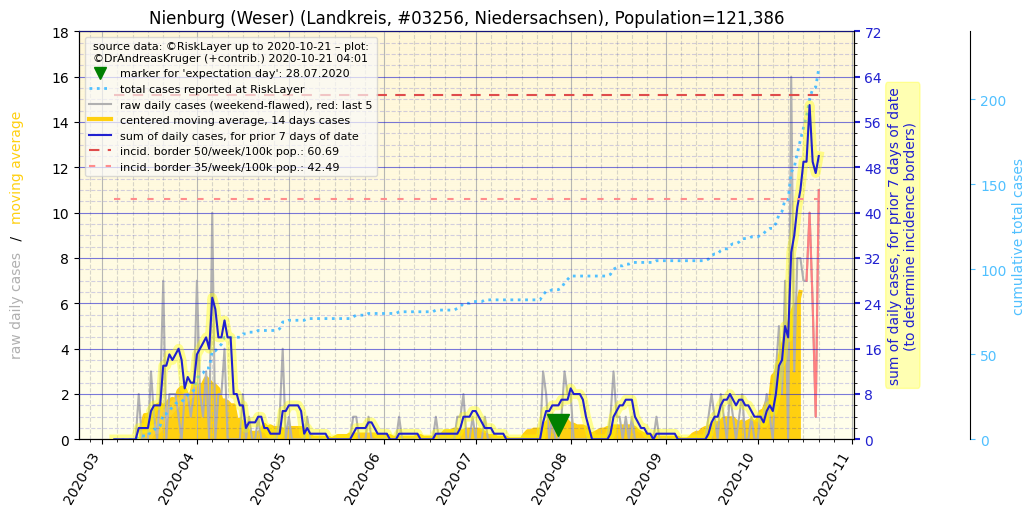 Nienburg (Weser) (Landkreis, #03256, Niedersachsen), Population=121,386
source data: ©RiskLayer up to 2020-10-21 – plot:
©DrAndreasKruger (+contrib.) 2020-10-21 04:01
marker for 'expectation day': 28.07.2020
total cases reported at RiskLayer
raw daily cases (weekend-flawed), red: last 5
centered moving average, 14 days cases
sum of daily cases, for prior 7 days of date
incid. border 50/week/100k pop.: 60.69
incid. border 35/week/100k pop.: 42.49
raw daily cases / moving average
18
16
14
12
10
8
6
4
2
0
72
64
56
48
40
32
24
16
8
0
sum of daily cases, for prior 7 days of date
(to determine incidence borders)
200
150
100
50
0
cumulative total cases
2020-03
2020-04
2020-05
2020-06
2020-07
2020-08
2020-09
2020-10
2020-11